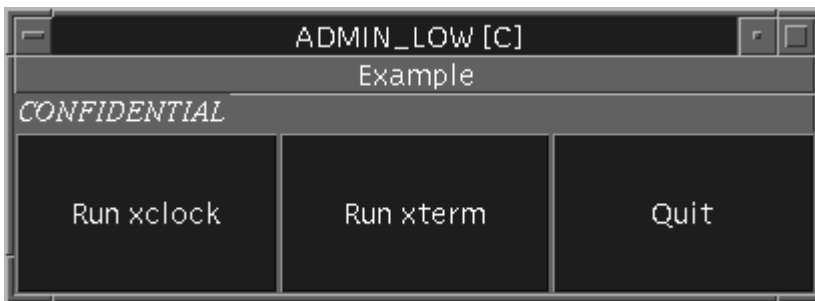 ADMIN_LOW [C]
Example
CONFIDENTIAL
Run xclock Run xterm Quit